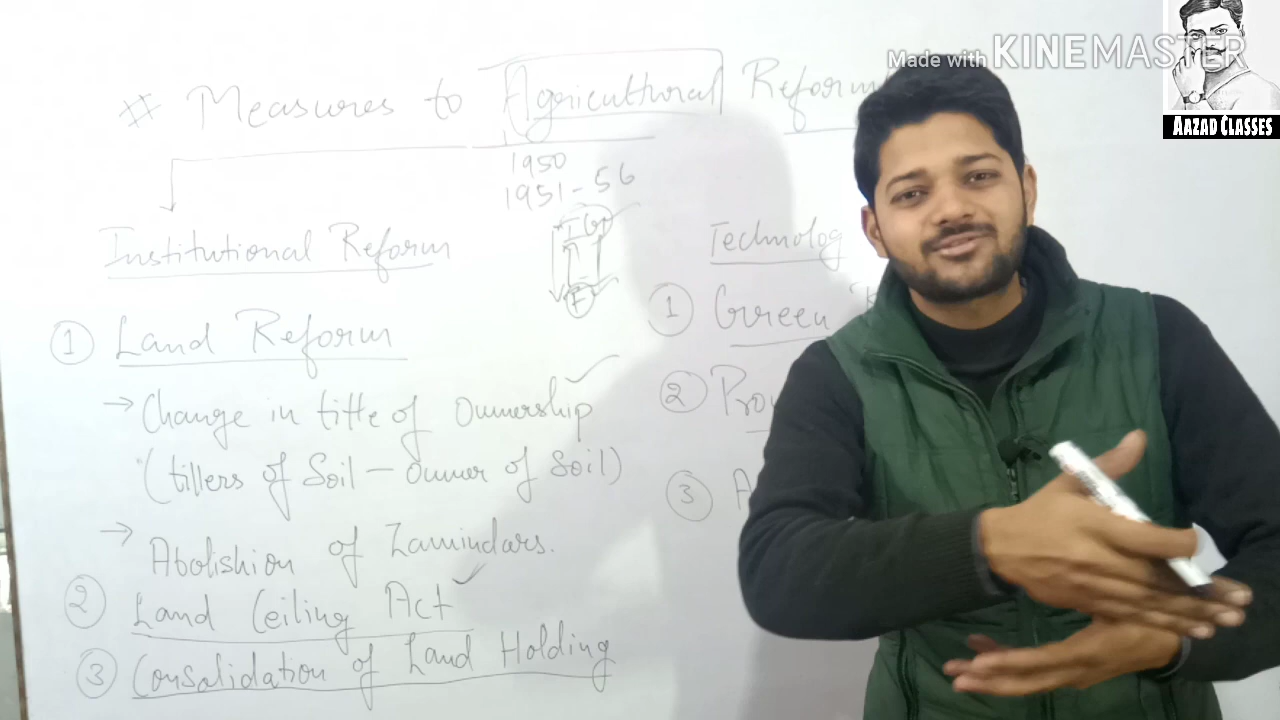 Made with KINEMASTER
AAZAD CLASSES
# Measures to Agricultural Reform
1950
1951-56
Institutional Reform
① Land Reform
→ Change in title of Ownership
(tillers of Soil - Owner of Soil)
→ Abolishion of Zamindars.
② Land Ceiling Act
③ Consalidation of Land Holding
Technolog
① Green
②
③ A